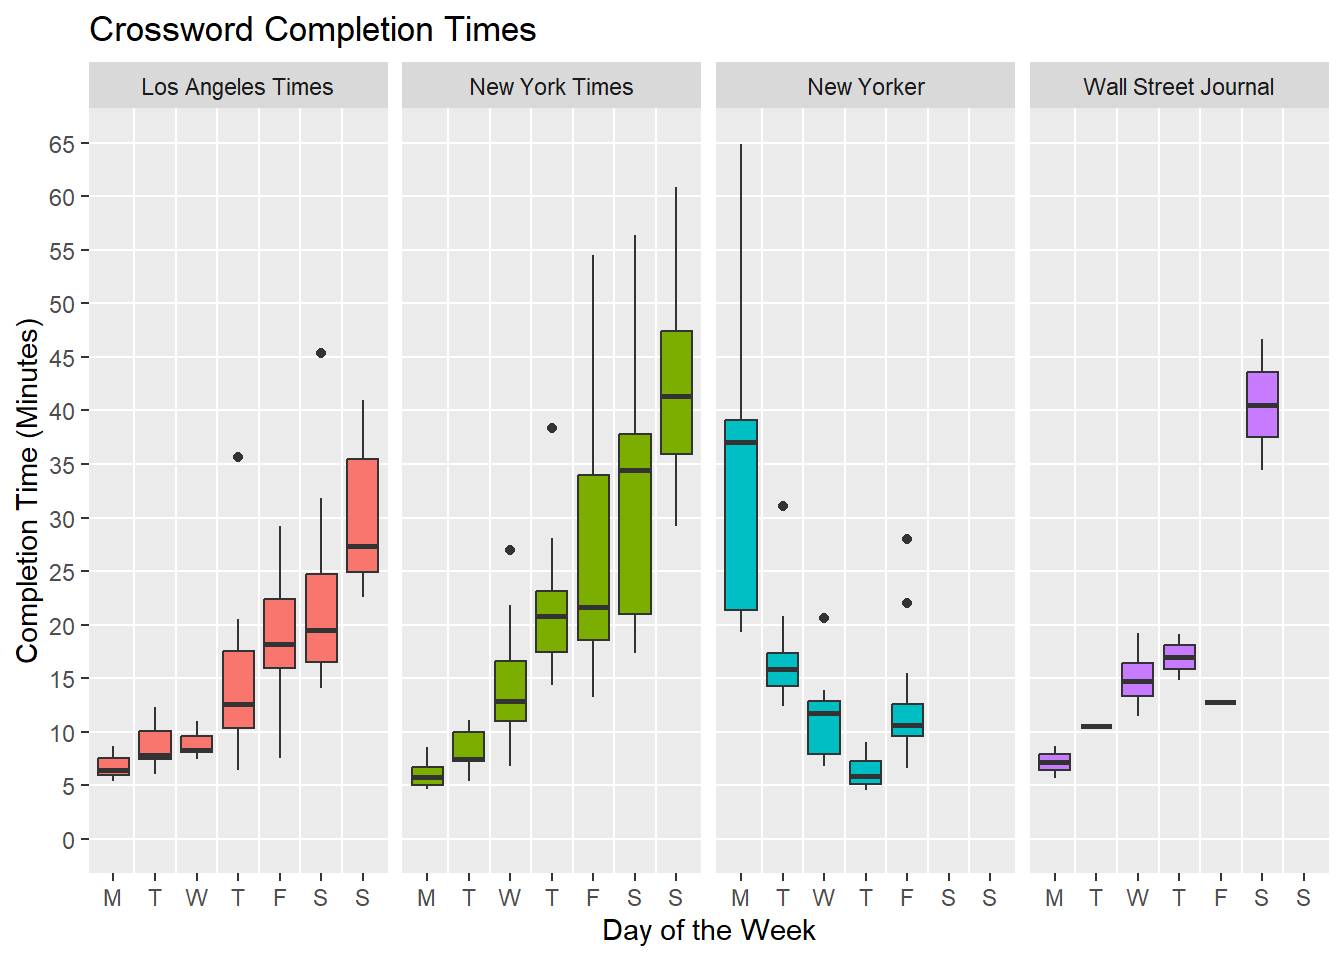 Crossword Completion Times
Los Angeles Times New York Times New Yorker Wall Street Journal
65
60
55
50
45
40
35
30
25
20
15
10
5
0
Completion Time (Minutes)
M T W T F S S M T W T F S S M T W T F S S M T W T F S S
Day of the Week